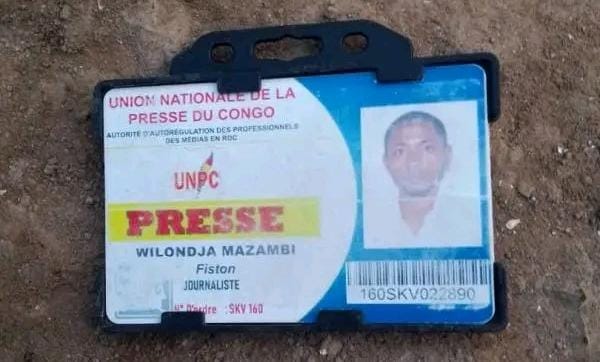 UNION NATIONALE DE LA
PRESSE DU CONGO
AUTORITÉ D'AUTORÉGULATION DES PROFESSIONNELS
DES MÉDIAS EN RDC
UNPC
PRESSE
WILONDJA MAZAMBI
Fiston
JOURNALISTE
N° D'ordre : SKV 160
160SKV022890